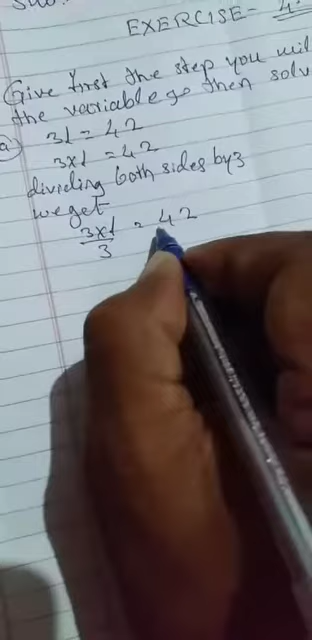 EXERCISE-
Give first the step you will
the variable go then solv
a) 3l = 42
3×l = 42
dividing both sides by 3
we get
3×l = 42
3